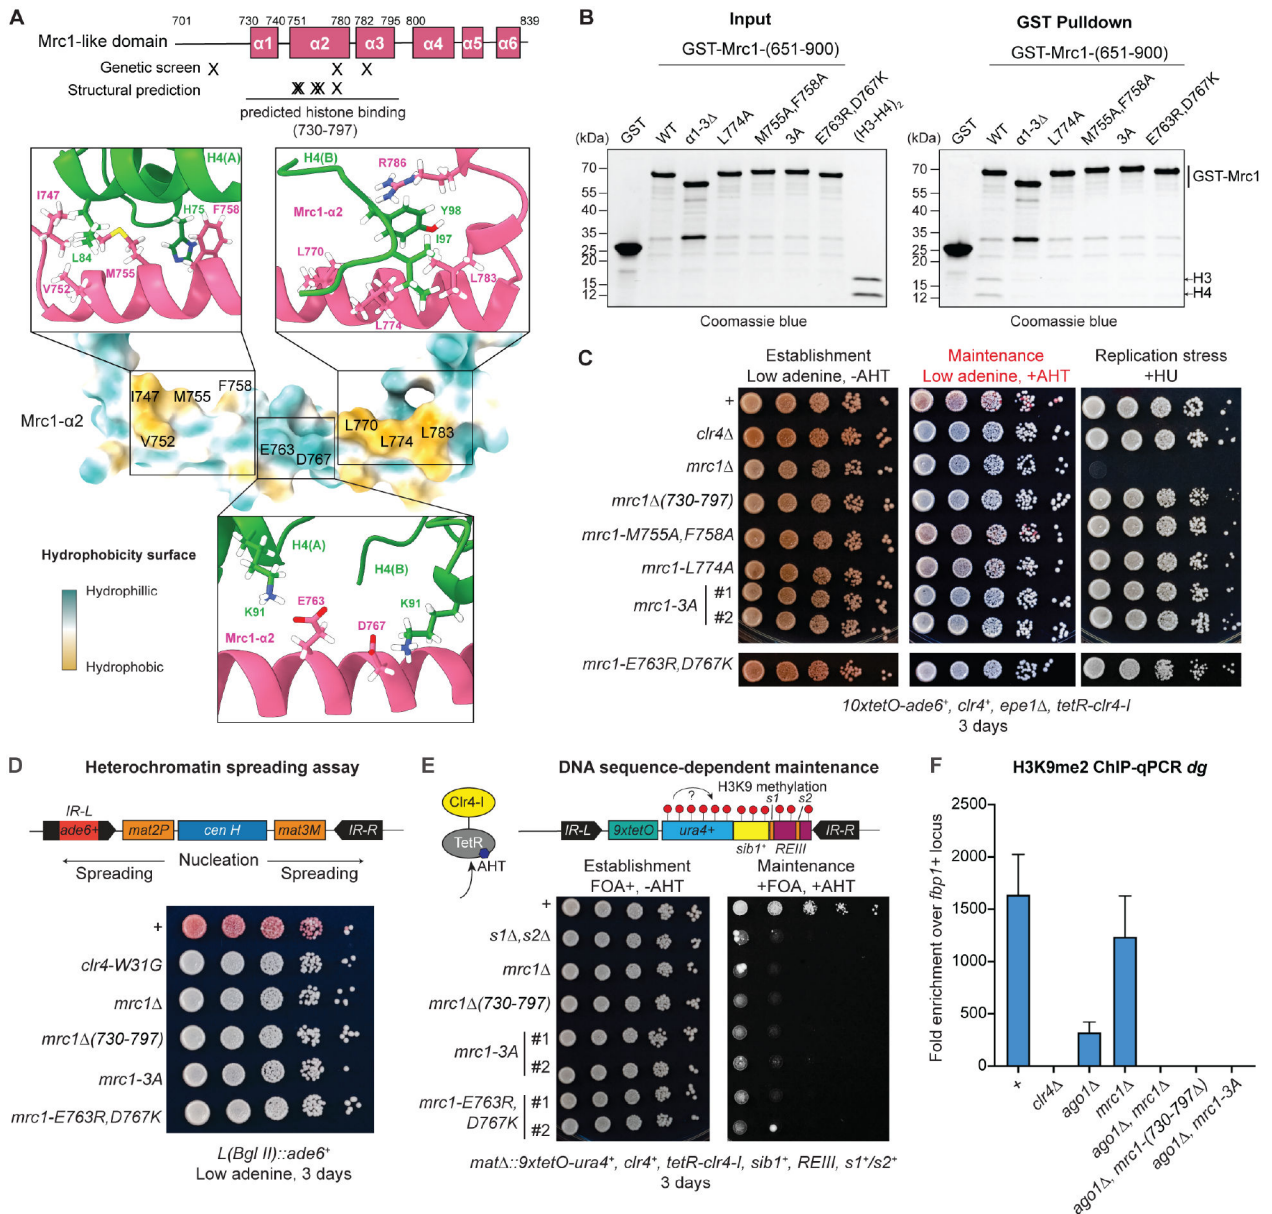 A
701 730 740 751 780 782 795 800 839
Mrc1-like domain α1 α2 α3 α4 α5 α6
Genetic screen X X X
Structural prediction X X X X X
predicted histone binding
(730-797)
H4(A)
I747
H75
F758
L84
M755
V752
H4(B)
R786
Mrc1-α2
Y98
I97
L770
L783
L774
Mrc1-α2
I747
M755
F758
V752
E763
D767
L770
L774
L783
Hydrophobicity surface
Hydrophillic
Hydrophobic
H4(A)
H4(B)
K91
E763
K91
D767
Mrc1-α2
B
Input
GST-Mrc1-(651-900)
GST WT α1-3Δ L774A M755A,F758A 3A E763R,D767K (H3-H4)2
(kDa)
70
55
40
35
25
20
15
12
Coomassie blue
GST Pulldown
GST-Mrc1-(651-900)
GST WT α1-3Δ L774A M755A,F758A 3A E763R,D767K
(kDa)
70
55
40
35
25
20
15
12
GST-Mrc1
H3
H4
Coomassie blue
C
Establishment
Low adenine, -AHT
Maintenance
Low adenine, +AHT
Replication stress
+HU
+
clr4Δ
mrc1Δ
mrc1Δ(730-797)
mrc1-M755A,F758A
mrc1-L774A
mrc1-3A #1
#2
mrc1-E763R,D767K
10xtetO-ade6+, clr4+, epe1Δ, tetR-clr4-I
3 days
D
Heterochromatin spreading assay
IR-L
ade6+ mat2P cen H mat3M IR-R
Spreading Nucleation Spreading
+
clr4-W31G
mrc1Δ
mrc1Δ(730-797)
mrc1-3A
mrc1-E763R,D767K
L(Bgl II)::ade6+
Low adenine, 3 days
E
DNA sequence-dependent maintenance
Clr4-I
TetR
AHT
? H3K9 methylation
s1 s2
IR-L 9xtetO ura4+ IR-R
sib1+ REIII
Establishment
FOA+, -AHT
Maintenance
+FOA, +AHT
+
s1Δ,s2Δ
mrc1Δ
mrc1Δ(730-797)
mrc1-3A #1
#2
mrc1-E763R, #1
D767K #2
matΔ::9xtetO-ura4+, clr4+, tetR-clr4-I, sib1+, REIII, s1+/s2+
3 days
F
H3K9me2 ChIP-qPCR dg
Fold enrichment over fbp1+ locus
2500
2000
1500
1000
500
0
+
clr4Δ
ago1Δ
mrc1Δ
ago1Δ, mrc1Δ
ago1Δ, mrc1-(730-797Δ)
ago1Δ, mrc1-3A